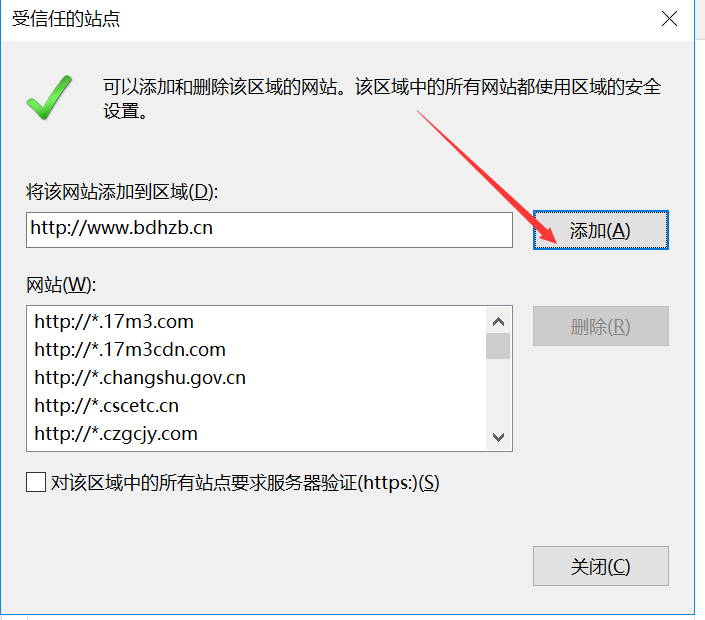 受信任的站点
可以添加和删除该区域的网站。该区域中的所有网站都使用区域的安全
设置。
将该网站添加到区域(D):
http://www.bdhzb.cn
添加(A)
网站(W):
http://*.17m3.com
http://*.17m3cdn.com
http://*.changshu.gov.cn
http://*.cscetc.cn
http://*.czgcjy.com
删除(R)
对该区域中的所有站点要求服务器验证(https:)(S)
关闭(C)